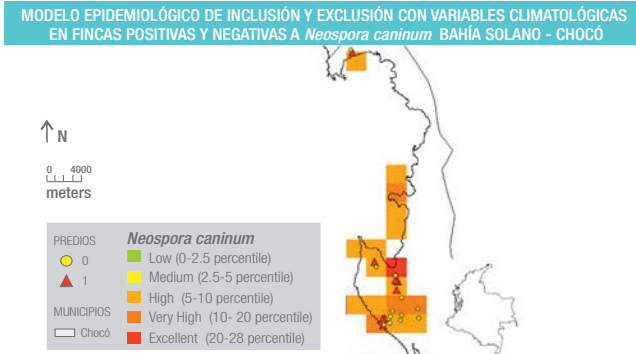 MODELO EPIDEMIOLÓGICO DE INCLUSIÓN Y EXCLUSIÓN CON VARIABLES CLIMATOLÓGICAS
EN FINCAS POSITIVAS Y NEGATIVAS A Neospora caninum BAHÍA SOLANO - CHOCÓ
N
0 4000
meters
PREDIOS
0
1
MUNICIPIOS
Chocó
Neospora caninum
Low (0-2.5 percentile)
Medium (2.5-5 percentile)
High (5-10 percentile)
Very High (10- 20 percentile)
Excellent (20-28 percentile)